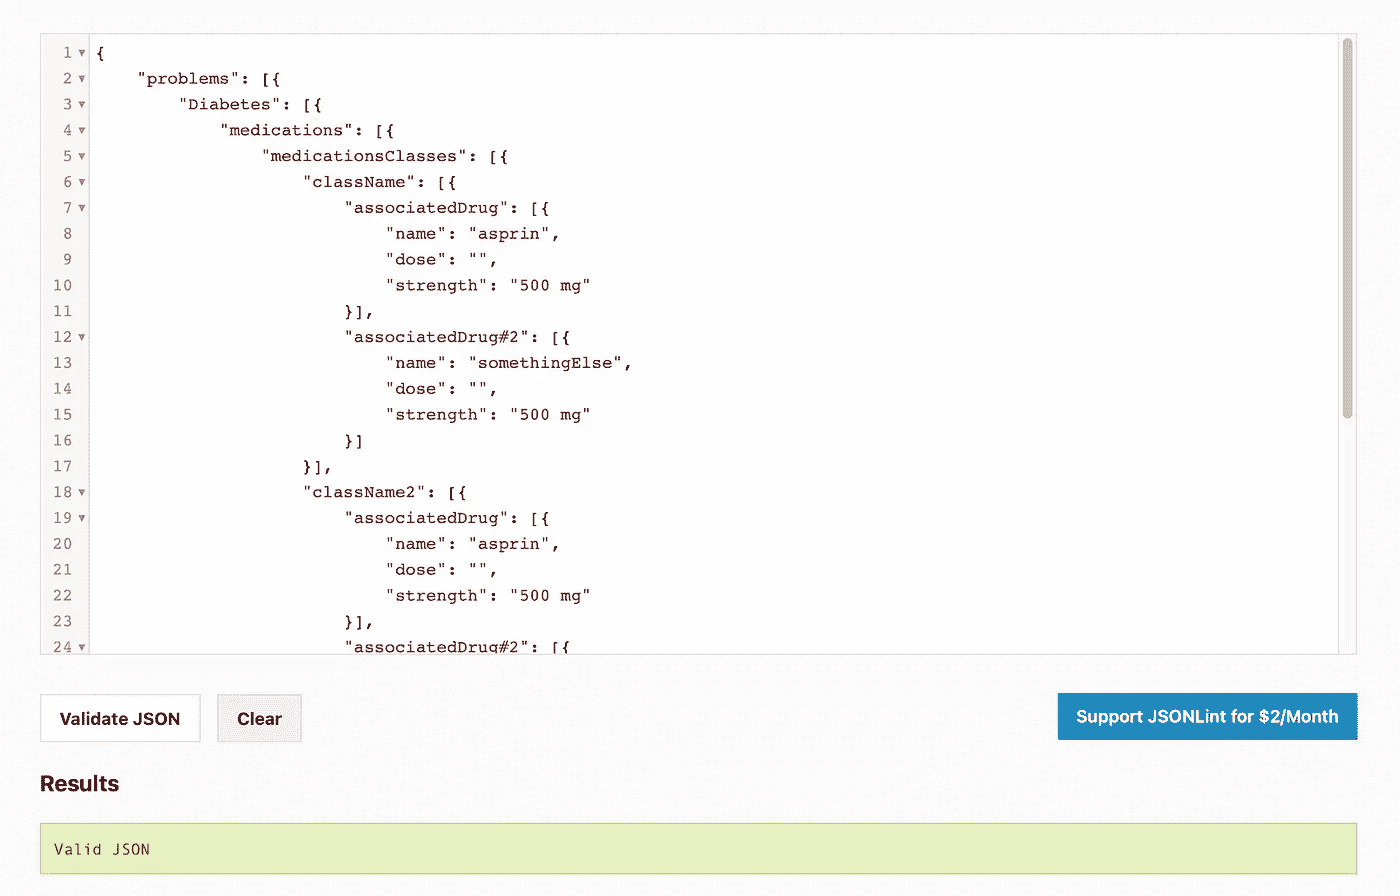 1 {
2 "problems": [{
3 "Diabetes": [{
4 "medications": [{
5 "medicationsClasses": [{
6 "className": [{
7 "associatedDrug": [{
8 "name": "asprin",
9 "dose": "",
10 "strength": "500 mg"
11 }],
12 "associatedDrug#2": [{
13 "name": "somethingElse",
14 "dose": "",
15 "strength": "500 mg"
16 }]
17 }],
18 "className2": [{
19 "associatedDrug": [{
20 "name": "asprin",
21 "dose": "",
22 "strength": "500 mg"
23 }],
24 "associatedDrug#2": [{
Validate JSON Clear Support JSONLint for $2/Month
Results
Valid JSON